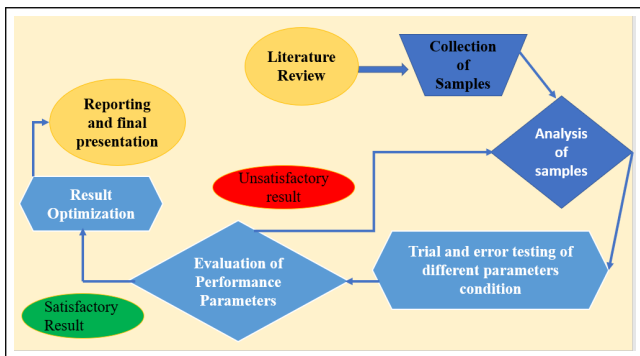 Literature
Review
Collection
of
Samples
Analysis
of
samples
Reporting
and final
presentation
Unsatisfactory
result
Result
Optimization
Evaluation of
Performance
Parameters
Trial and error testing of
different parameters
condition
Satisfactory
Result